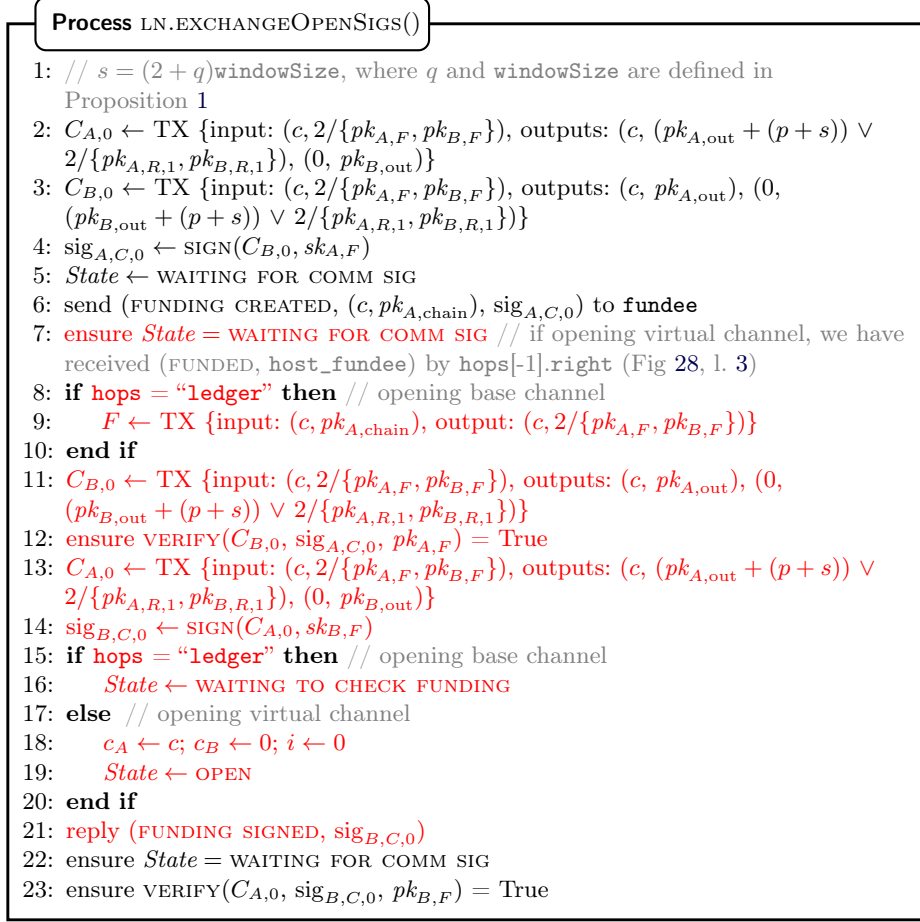 Process LN.EXCHANGEOPENSIGS()
1: // s = (2 + q)windowSize, where q and windowSize are defined in
Proposition 1
2: C_{A,0} ← TX {input: (c, 2/{pk_{A,F}, pk_{B,F}}), outputs: (c, (pk_{A,out} + (p + s)) ∨
2/{pk_{A,R,1}, pk_{B,R,1}}), (0, pk_{B,out})}
3: C_{B,0} ← TX {input: (c, 2/{pk_{A,F}, pk_{B,F}}), outputs: (c, pk_{A,out}), (0,
(pk_{B,out} + (p + s)) ∨ 2/{pk_{A,R,1}, pk_{B,R,1}})}
4: sig_{A,C,0} ← SIGN(C_{B,0}, sk_{A,F})
5: State ← WAITING FOR COMM SIG
6: send (FUNDING CREATED, (c, pk_{A,chain}), sig_{A,C,0}) to fundee
7: ensure State = WAITING FOR COMM SIG // if opening virtual channel, we have
received (FUNDED, host_fundee) by hops[-1].right (Fig 28, l. 3)
8: if hops = “ledger” then // opening base channel
9: F ← TX {input: (c, pk_{A,chain}), output: (c, 2/{pk_{A,F}, pk_{B,F}})}
10: end if
11: C_{B,0} ← TX {input: (c, 2/{pk_{A,F}, pk_{B,F}}), outputs: (c, pk_{A,out}), (0,
(pk_{B,out} + (p + s)) ∨ 2/{pk_{A,R,1}, pk_{B,R,1}})}
12: ensure VERIFY(C_{B,0}, sig_{A,C,0}, pk_{A,F}) = True
13: C_{A,0} ← TX {input: (c, 2/{pk_{A,F}, pk_{B,F}}), outputs: (c, (pk_{A,out} + (p + s)) ∨
2/{pk_{A,R,1}, pk_{B,R,1}}), (0, pk_{B,out})}
14: sig_{B,C,0} ← SIGN(C_{A,0}, sk_{B,F})
15: if hops = “ledger” then // opening base channel
16: State ← WAITING TO CHECK FUNDING
17: else // opening virtual channel
18: c_A ← c; c_B ← 0; i ← 0
19: State ← OPEN
20: end if
21: reply (FUNDING SIGNED, sig_{B,C,0})
22: ensure State = WAITING FOR COMM SIG
23: ensure VERIFY(C_{A,0}, sig_{B,C,0}, pk_{B,F}) = True